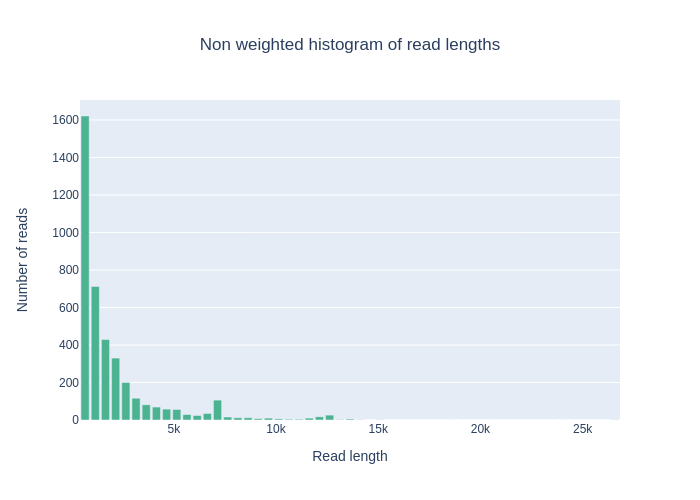 Non weighted histogram of read lengths
Number of reads
1600
1400
1200
1000
800
600
400
200
0
5k
10k
15k
20k
25k
Read length